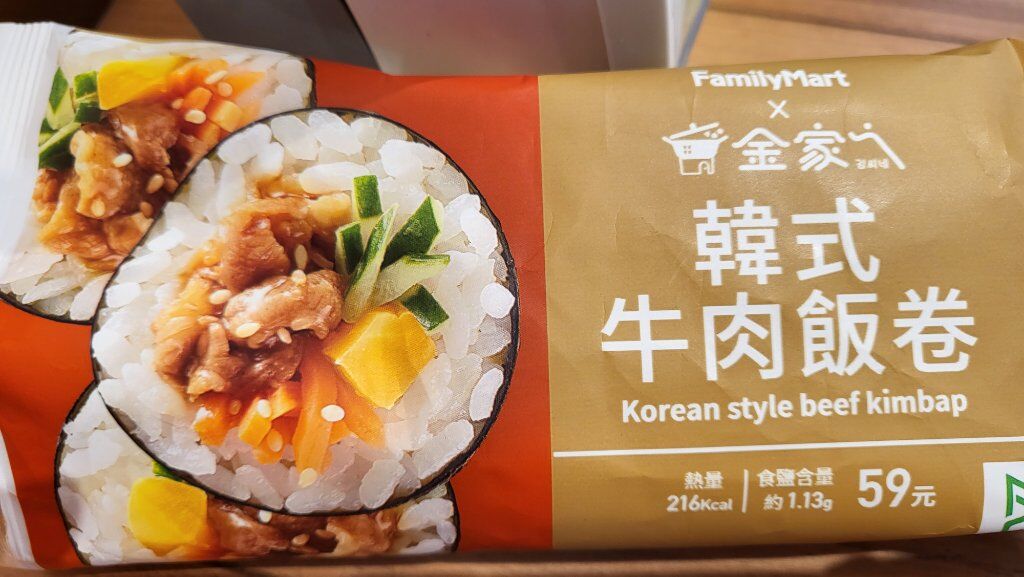 FamilyMart
×
金家ㄟ
김씨네
韓式
牛肉飯卷
Korean style beef kimbap
熱量
216Kcal
食鹽含量
約 1.13g
59元